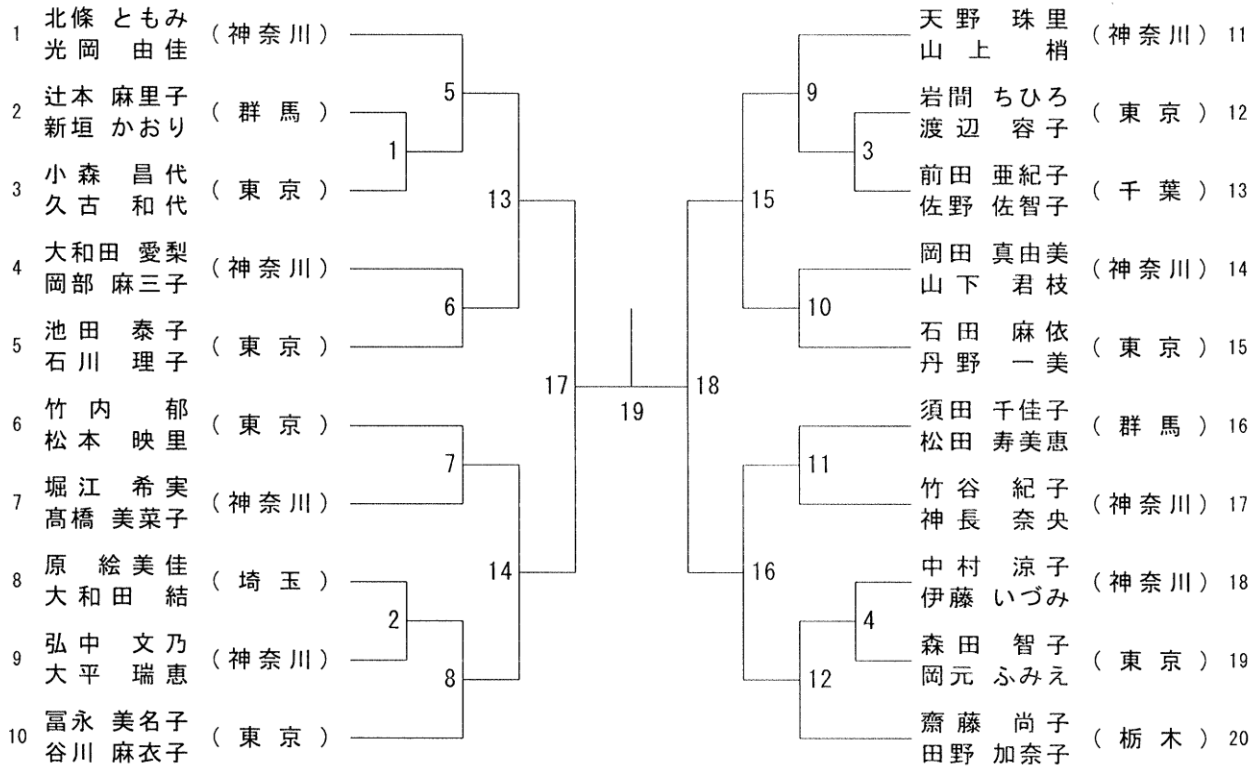 1 北條 ともみ (神奈川)
光岡 由佳
2 辻本 麻里子 (群馬)
新垣 かおり
3 小森 昌代 (東京)
久古 和代
4 大和田 愛梨 (神奈川)
岡部 麻三子
5 池田 泰子 (東京)
石川 理子
6 竹内 郁 (東京)
松本 映里
7 堀江 希実 (神奈川)
髙橋 美菜子
8 原 絵美佳 (埼玉)
大和田 結
9 弘中 文乃 (神奈川)
大平 瑞恵
10 冨永 美名子 (東京)
谷川 麻衣子
5
1
13
6
17
7
14
2
8
19
9
3
15
10
18
11
16
4
12
天野 珠里 (神奈川) 11
山上 梢
岩間 ちひろ (東京) 12
渡辺 容子
前田 亜紀子 (千葉) 13
佐野 佐智子
岡田 真由美 (神奈川) 14
山下 君枝
石田 麻依 (東京) 15
丹野 一美
須田 千佳子 (群馬) 16
松田 寿美恵
竹谷 紀子 (神奈川) 17
神長 奈央
中村 涼子 (神奈川) 18
伊藤 いづみ
森田 智子 (東京) 19
岡元 ふみえ
齋藤 尚子 (栃木) 20
田野 加奈子